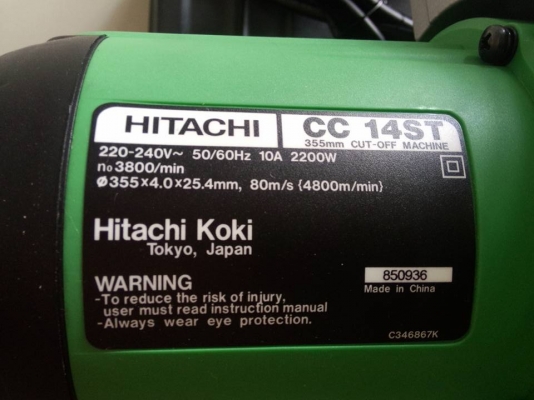 HITACHI
CC 14ST
355mm CUT-OFF MACHINE
220-240V～ 50/60Hz 10A 2200W
no 3800/min
ø355×4.0×25.4mm, 80m/s {4800m/min}
Hitachi Koki
Tokyo, Japan
850936
Made in China
WARNING
-To reduce the risk of injury,
user must read instruction manual
-Always wear eye protection.
C346867K